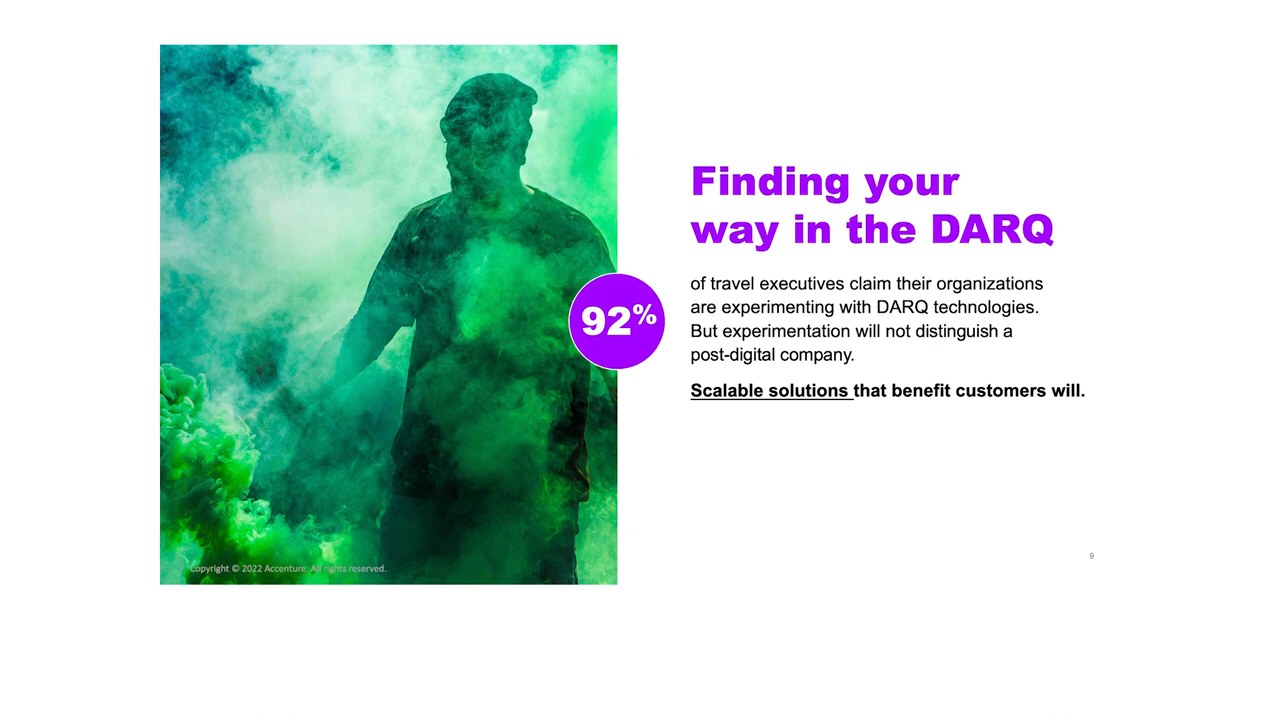 Finding your
way in the DARQ
92%
of travel executives claim their organizations
are experimenting with DARQ technologies.
But experimentation will not distinguish a
post-digital company.
Scalable solutions that benefit customers will.
9
Copyright © 2022 Accenture. All rights reserved.